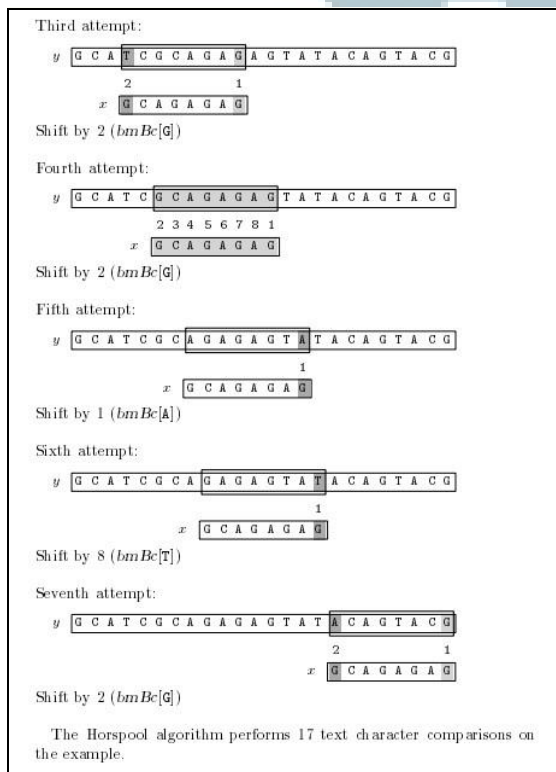 Third attempt:
y G C A T C G C A G A G A G T A T A C A G T A C G
2 1
x G C A G A G A G
Shift by 2 (bmBc[G])
Fourth attempt:
y G C A T C G C A G A G A G T A T A C A G T A C G
2 3 4 5 6 7 8 1
x G C A G A G A G
Shift by 2 (bmBc[G])
Fifth attempt:
y G C A T C G C A G A G A G T A T A C A G T A C G
1
x G C A G A G A G
Shift by 1 (bmBc[A])
Sixth attempt:
y G C A T C G C A G A G A G T A T A C A G T A C G
1
x G C A G A G A G
Shift by 8 (bmBc[T])
Seventh attempt:
y G C A T C G C A G A G A G T A T A C A G T A C G
2 1
x G C A G A G A G
Shift by 2 (bmBc[G])
The Horspool algorithm performs 17 text character comparisons on
the example.